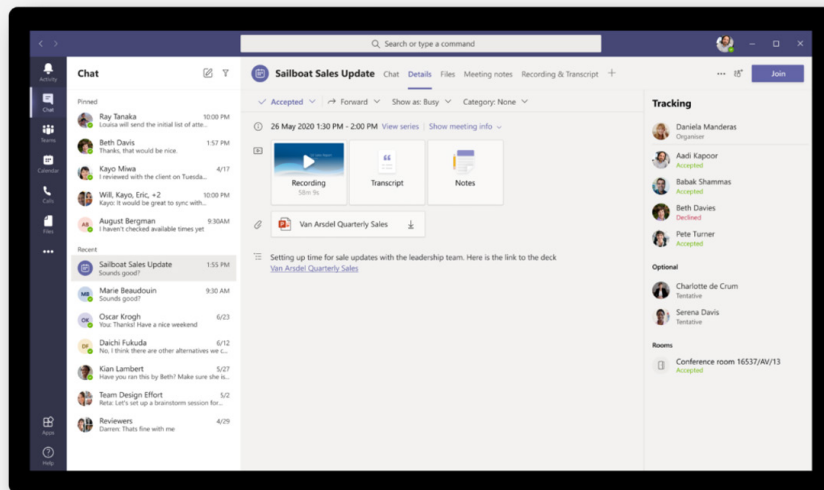 Search or type a command
Activity
Chat
Teams
Calendar
Calls
Files
Apps
Help
Chat
Pinned
Ray Tanaka 10:00 PM
Louisa will send the initial list of atte...
Beth Davis 1:57 PM
Thanks, that would be nice.
Kayo Miwa 4/17
I reviewed with the client on Tuesda...
Will, Kayo, Eric, +2 10:00 PM
Kayo: It would be great to sync with...
AB
August Bergman 9:30AM
I haven't checked available times yet
Recent
Sailboat Sales Update 1:55 PM
Sounds good?
MB
Marie Beaudouin 9:30 AM
Sounds good?
OK
Oscar Krogh 6/23
You: Thanks! Have a nice weekend
DF
Daichi Fukuda 6/12
No, I think there are other alternatives we c...
Kian Lambert 5/27
Have you ran this by Beth? Make sure she is..
Team Design Effort 5/2
Reta: Let's set up a brainstorm session for...
Reviewers 4/29
Darren: Thats fine with me
Sailboat Sales Update Chat Details Files Meeting notes Recording & Transcript
Join
Accepted Forward Show as: Busy Category: None
26 May 2020 1:30 PM - 2:00 PM View series Show meeting info
Recording
58m 9s
Transcript
Notes
Van Arsdel Quarterly Sales
Setting up time for sale updates with the leadership team. Here is the link to the deck
Van Arsdel Quarterly Sales
Tracking
Daniela Manderas
Organiser
Aadi Kapoor
Accepted
Babak Shammas
Accepted
Beth Davies
Declined
Pete Turner
Accepted
Optional
Charlotte de Crum
Tentative
Serena Davis
Tentative
Rooms
Conference room 16537/AV/13
Accepted